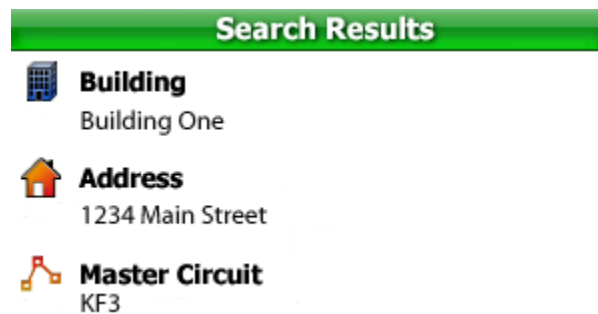 Search Results
Building
Building One
Address
1234 Main Street
Master Circuit
KF3